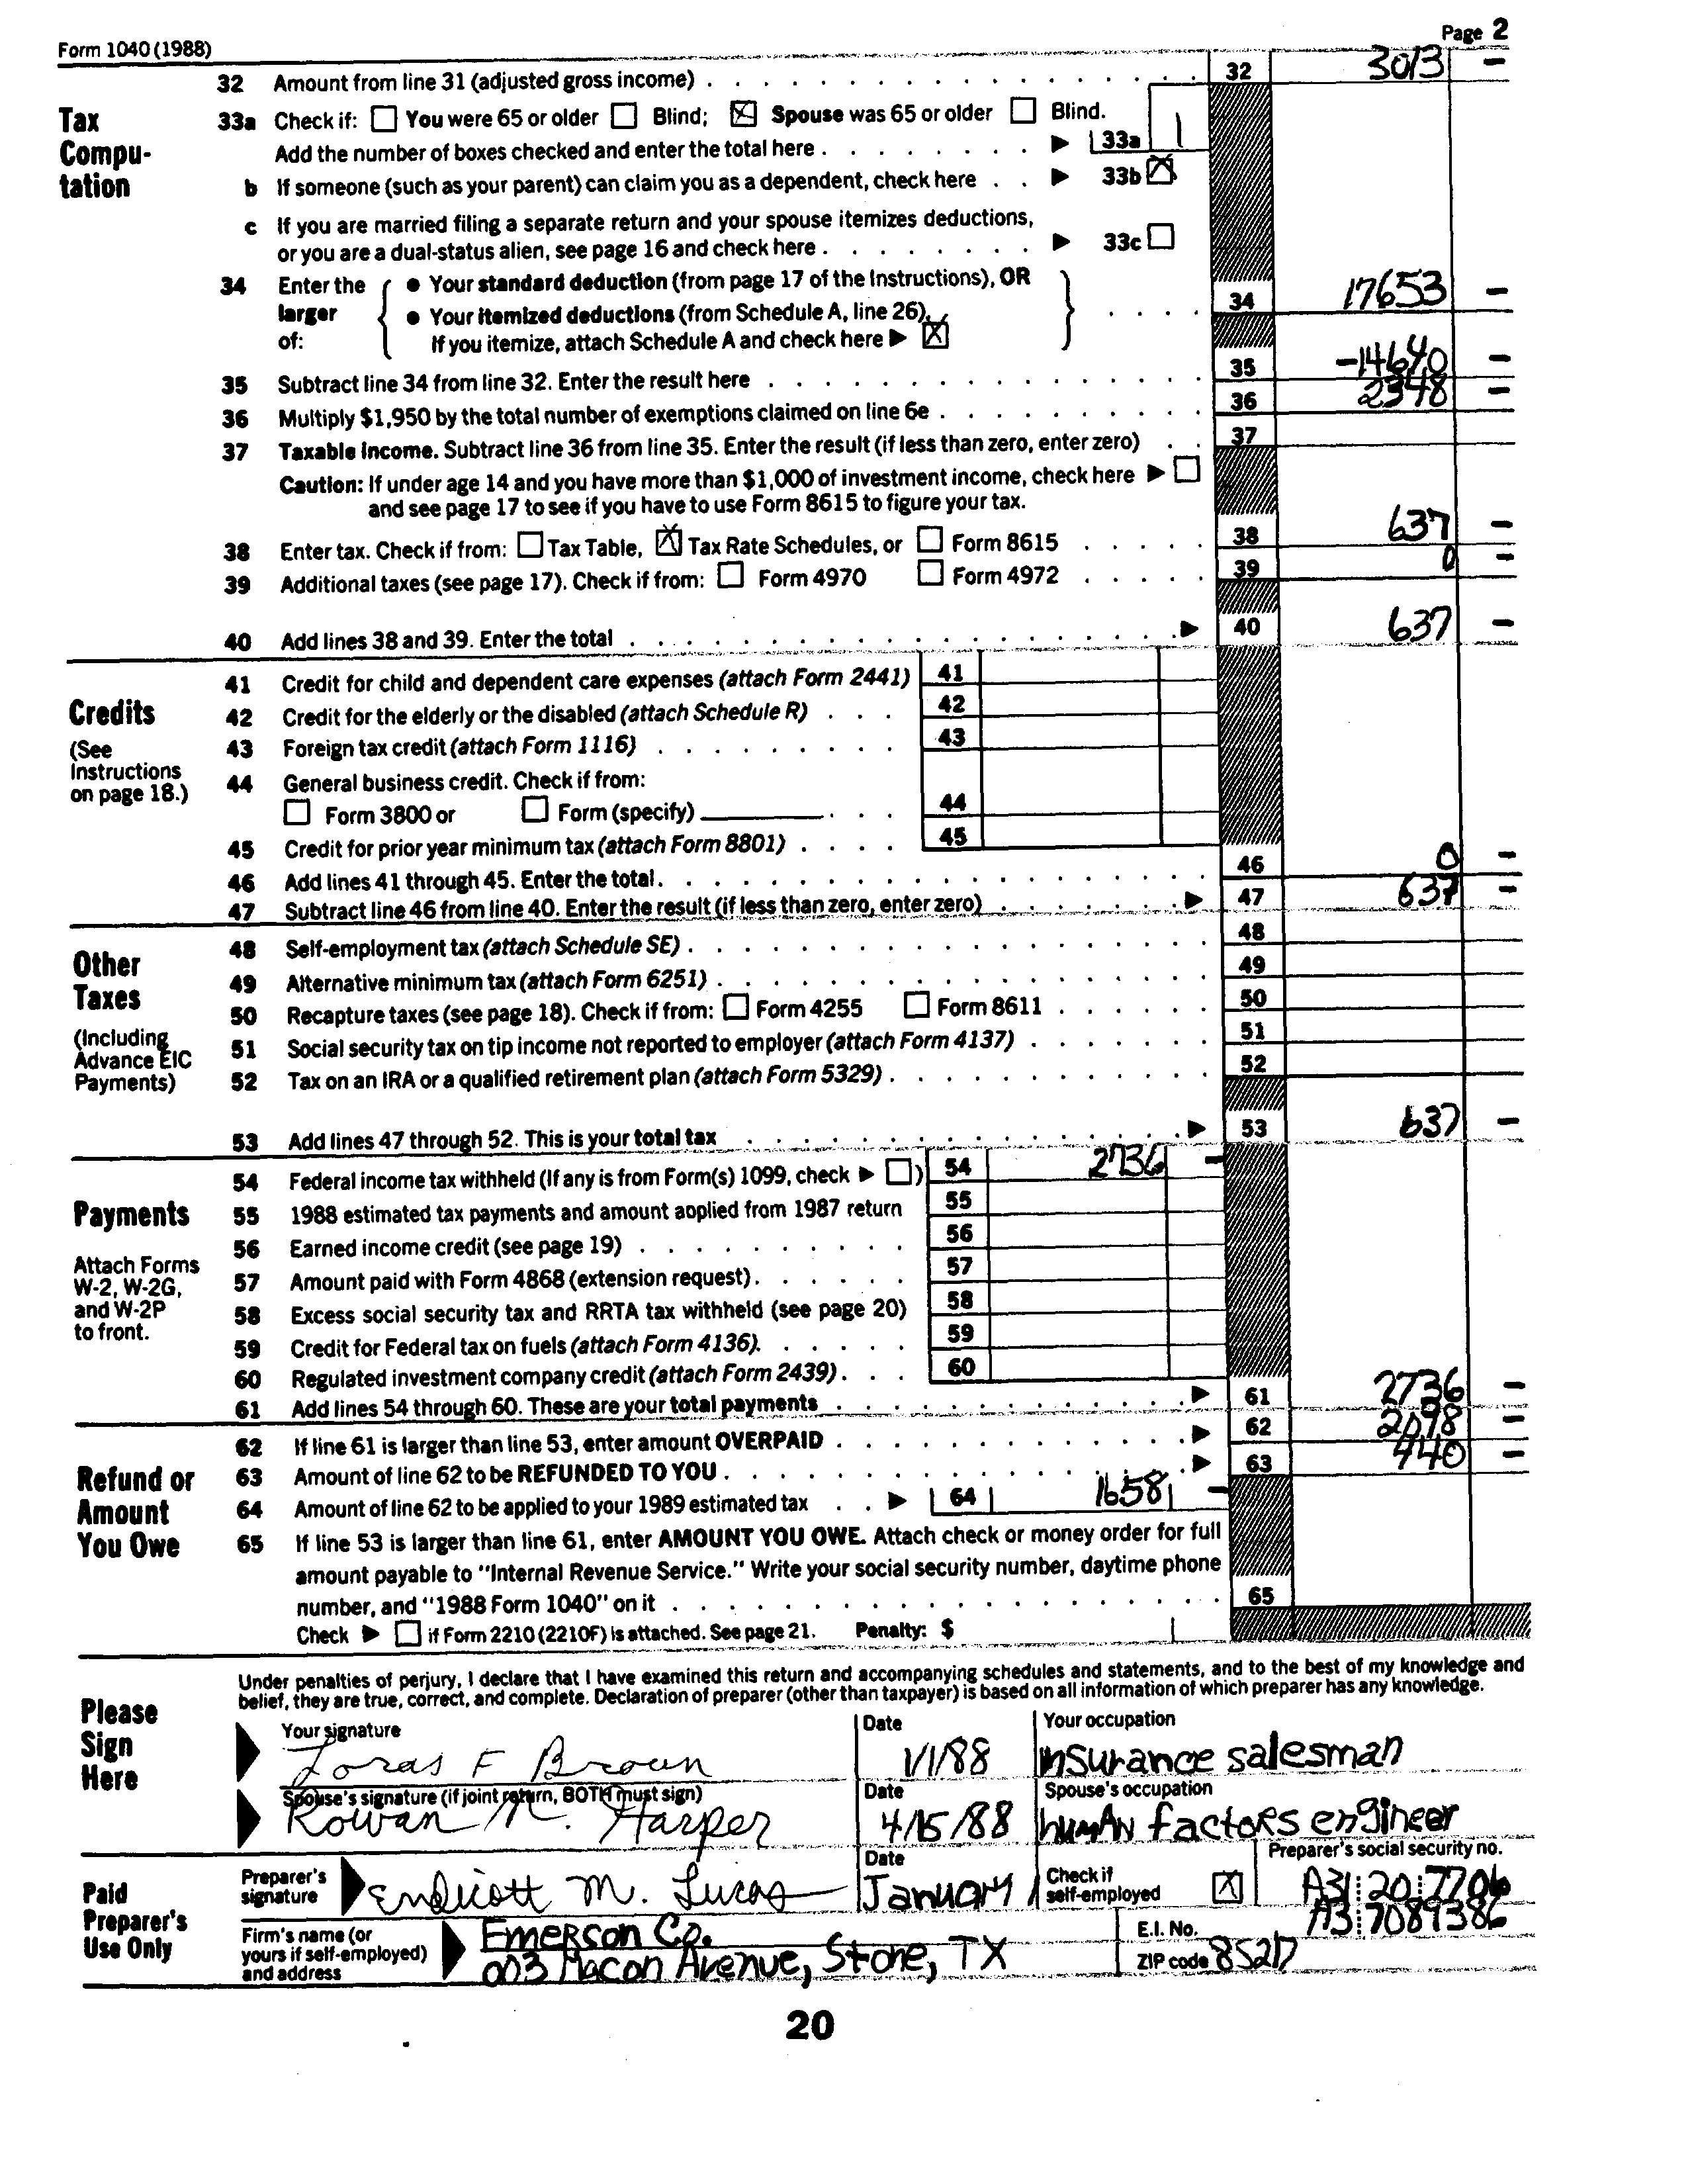 Form 1040 (1988)
Page 2
32 Amount from line 31 (adjusted gross income) 32 3013 –
Tax Compu-tation
33a Check if: You were 65 or older Blind; Spouse was 65 or older Blind.
Add the number of boxes checked and enter the total here ▶ 33a 1
b If someone (such as your parent) can claim you as a dependent, check here ▶ 33b
c If you are married filing a separate return and your spouse itemizes deductions,
or you are a dual-status alien, see page 16 and check here ▶ 33c
34 Enter the larger of:
• Your standard deduction (from page 17 of the Instructions), OR
• Your itemized deductions (from Schedule A, line 26).
If you itemize, attach Schedule A and check here ▶
34 17653 –
35 Subtract line 34 from line 32. Enter the result here 35 -14640 –
36 Multiply $1,950 by the total number of exemptions claimed on line 6e 36 2348 –
37 Taxable income. Subtract line 36 from line 35. Enter the result (if less than zero, enter zero) 37
Caution: If under age 14 and you have more than $1,000 of investment income, check here ▶
and see page 17 to see if you have to use Form 8615 to figure your tax.
38 Enter tax. Check if from: Tax Table, Tax Rate Schedules, or Form 8615 38 637 –
39 Additional taxes (see page 17). Check if from: Form 4970 Form 4972 39 0 –
40 Add lines 38 and 39. Enter the total ▶ 40 637 –
Credits
(See Instructions on page 18.)
41 Credit for child and dependent care expenses (attach Form 2441) 41
42 Credit for the elderly or the disabled (attach Schedule R) 42
43 Foreign tax credit (attach Form 1116) 43
44 General business credit. Check if from:
Form 3800 or Form (specify) 44
45 Credit for prior year minimum tax (attach Form 8801) 45
46 Add lines 41 through 45. Enter the total. 46 0 –
47 Subtract line 46 from line 40. Enter the result (if less than zero, enter zero) ▶ 47 637 –
Other Taxes
(Including Advance EIC Payments)
48 Self-employment tax (attach Schedule SE) 48
49 Alternative minimum tax (attach Form 6251) 49
50 Recapture taxes (see page 18). Check if from: Form 4255 Form 8611 50
51 Social security tax on tip income not reported to employer (attach Form 4137) 51
52 Tax on an IRA or a qualified retirement plan (attach Form 5329) 52
53 Add lines 47 through 52. This is your total tax ▶ 53 637 –
Payments
Attach Forms W-2, W-2G, and W-2P to front.
54 Federal income tax withheld (If any is from Form(s) 1099, check ▶ ) 54 2736 –
55 1988 estimated tax payments and amount aoplied from 1987 return 55
56 Earned income credit (see page 19) 56
57 Amount paid with Form 4868 (extension request) 57
58 Excess social security tax and RRTA tax withheld (see page 20) 58
59 Credit for Federal tax on fuels (attach Form 4136). 59
60 Regulated investment company credit (attach Form 2439) 60
61 Add lines 54 through 60. These are your total payments ▶ 61 2736 –
Refund or Amount You Owe
62 If line 61 is larger than line 53, enter amount OVERPAID ▶ 62 2098 –
63 Amount of line 62 to be REFUNDED TO YOU ▶ 63 440 –
64 Amount of line 62 to be applied to your 1989 estimated tax ▶ 64 1658 –
65 If line 53 is larger than line 61, enter AMOUNT YOU OWE. Attach check or money order for full
amount payable to "Internal Revenue Service." Write your social security number, daytime phone
number, and "1988 Form 1040" on it 65
Check ▶ if Form 2210 (2210F) is attached. See page 21. Penalty: $
Please Sign Here
Under penalties of perjury, I declare that I have examined this return and accompanying schedules and statements, and to the best of my knowledge and
belief, they are true, correct, and complete. Declaration of preparer (other than taxpayer) is based on all information of which preparer has any knowledge.
Your signature Date Your occupation
Loras F Brown 1/1/88 insurance salesman
Spouse's signature (if joint return, BOTH must sign) Date Spouse's occupation
Rowan M. Harper 4/15/88 human factors engineer
Paid Preparer's Use Only
Preparer's signature Endicott M. Lucas
Date January 1
Check if self-employed
Preparer's social security no.
A31 20 7706
Firm's name (or yours if self-employed) and address
Emerson Co.
003 Macon Avenue, Stone, TX
E.I. No. A3 7089386
ZIP code 85217
20